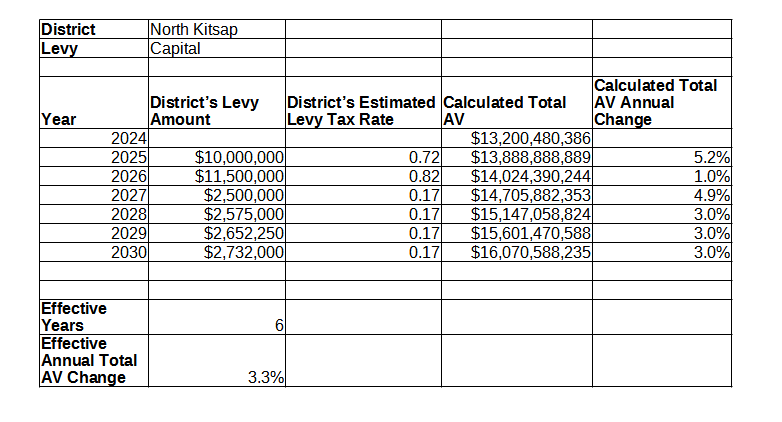 District North Kitsap
Levy Capital
Year District’s Levy Amount District’s Estimated Levy Tax Rate Calculated Total AV Calculated Total AV Annual Change
2024 $13,200,480,386
2025 $10,000,000 0.72 $13,888,888,889 5.2%
2026 $11,500,000 0.82 $14,024,390,244 1.0%
2027 $2,500,000 0.17 $14,705,882,353 4.9%
2028 $2,575,000 0.17 $15,147,058,824 3.0%
2029 $2,652,250 0.17 $15,601,470,588 3.0%
2030 $2,732,000 0.17 $16,070,588,235 3.0%
Effective Years 6
Effective Annual Total AV Change 3.3%